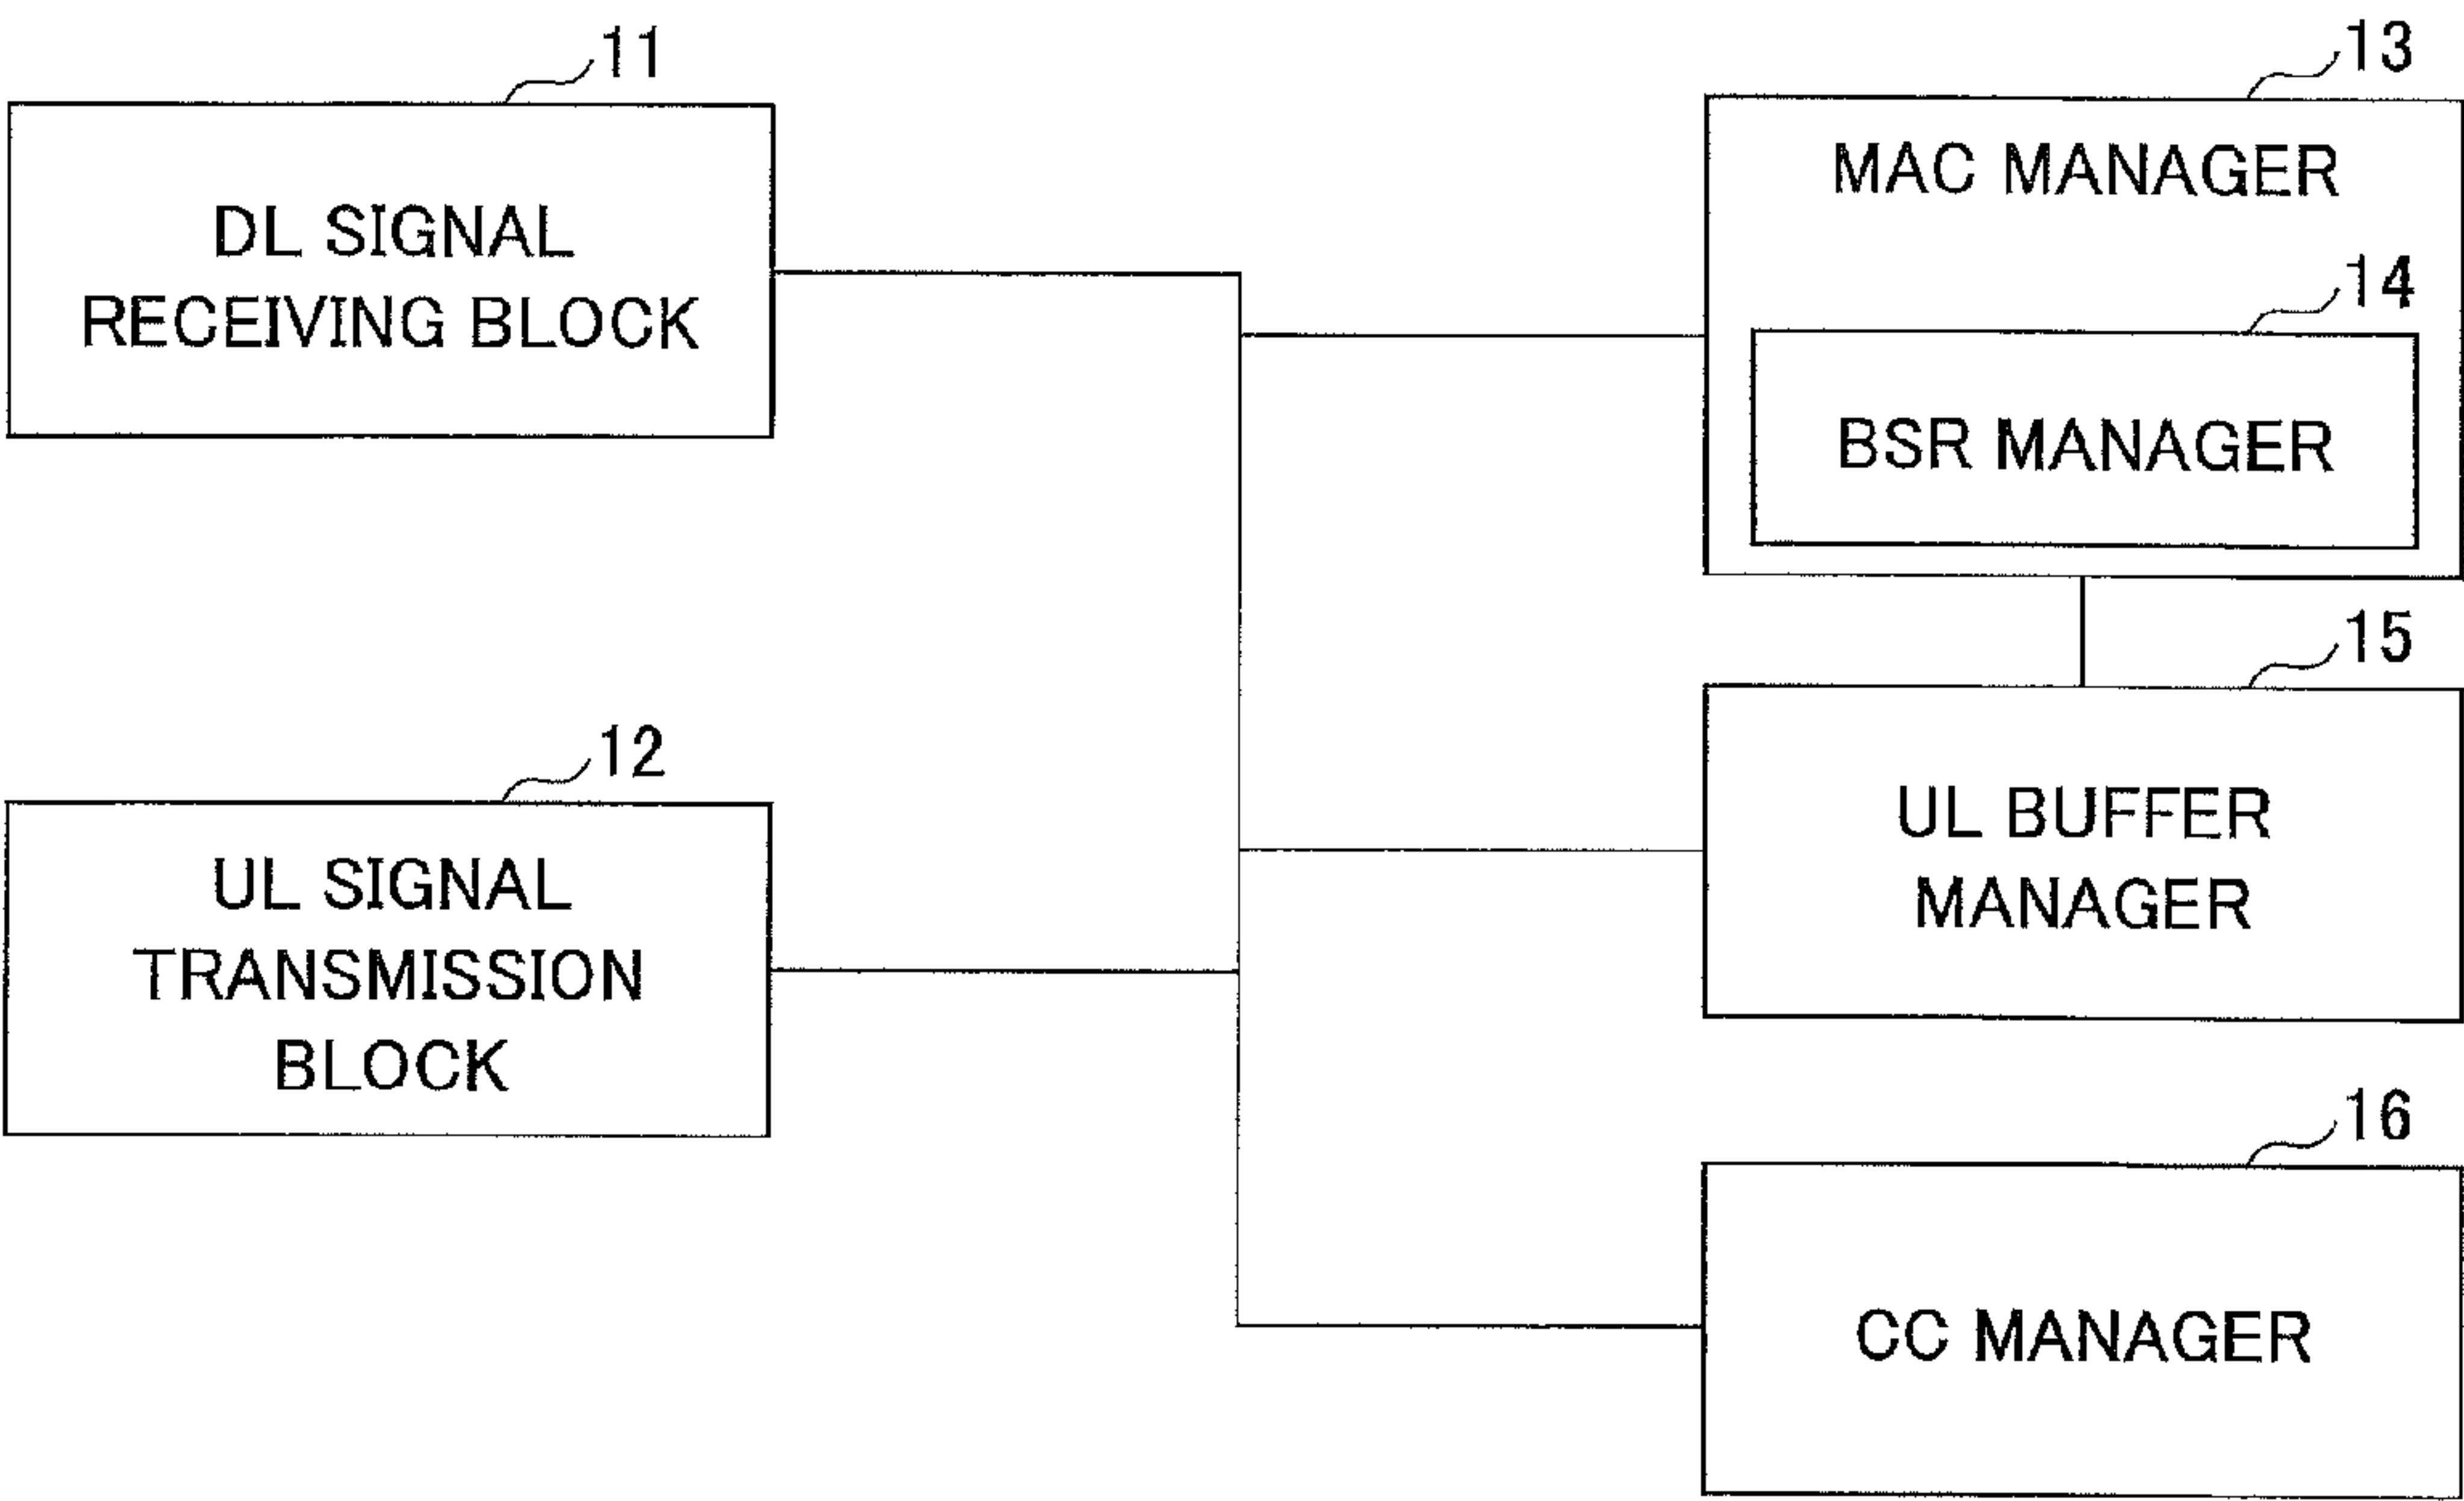 11
DL SIGNAL
RECEIVING BLOCK
12
UL SIGNAL
TRANSMISSION
BLOCK
13
MAC MANAGER
14
BSR MANAGER
15
UL BUFFER
MANAGER
16
CC MANAGER